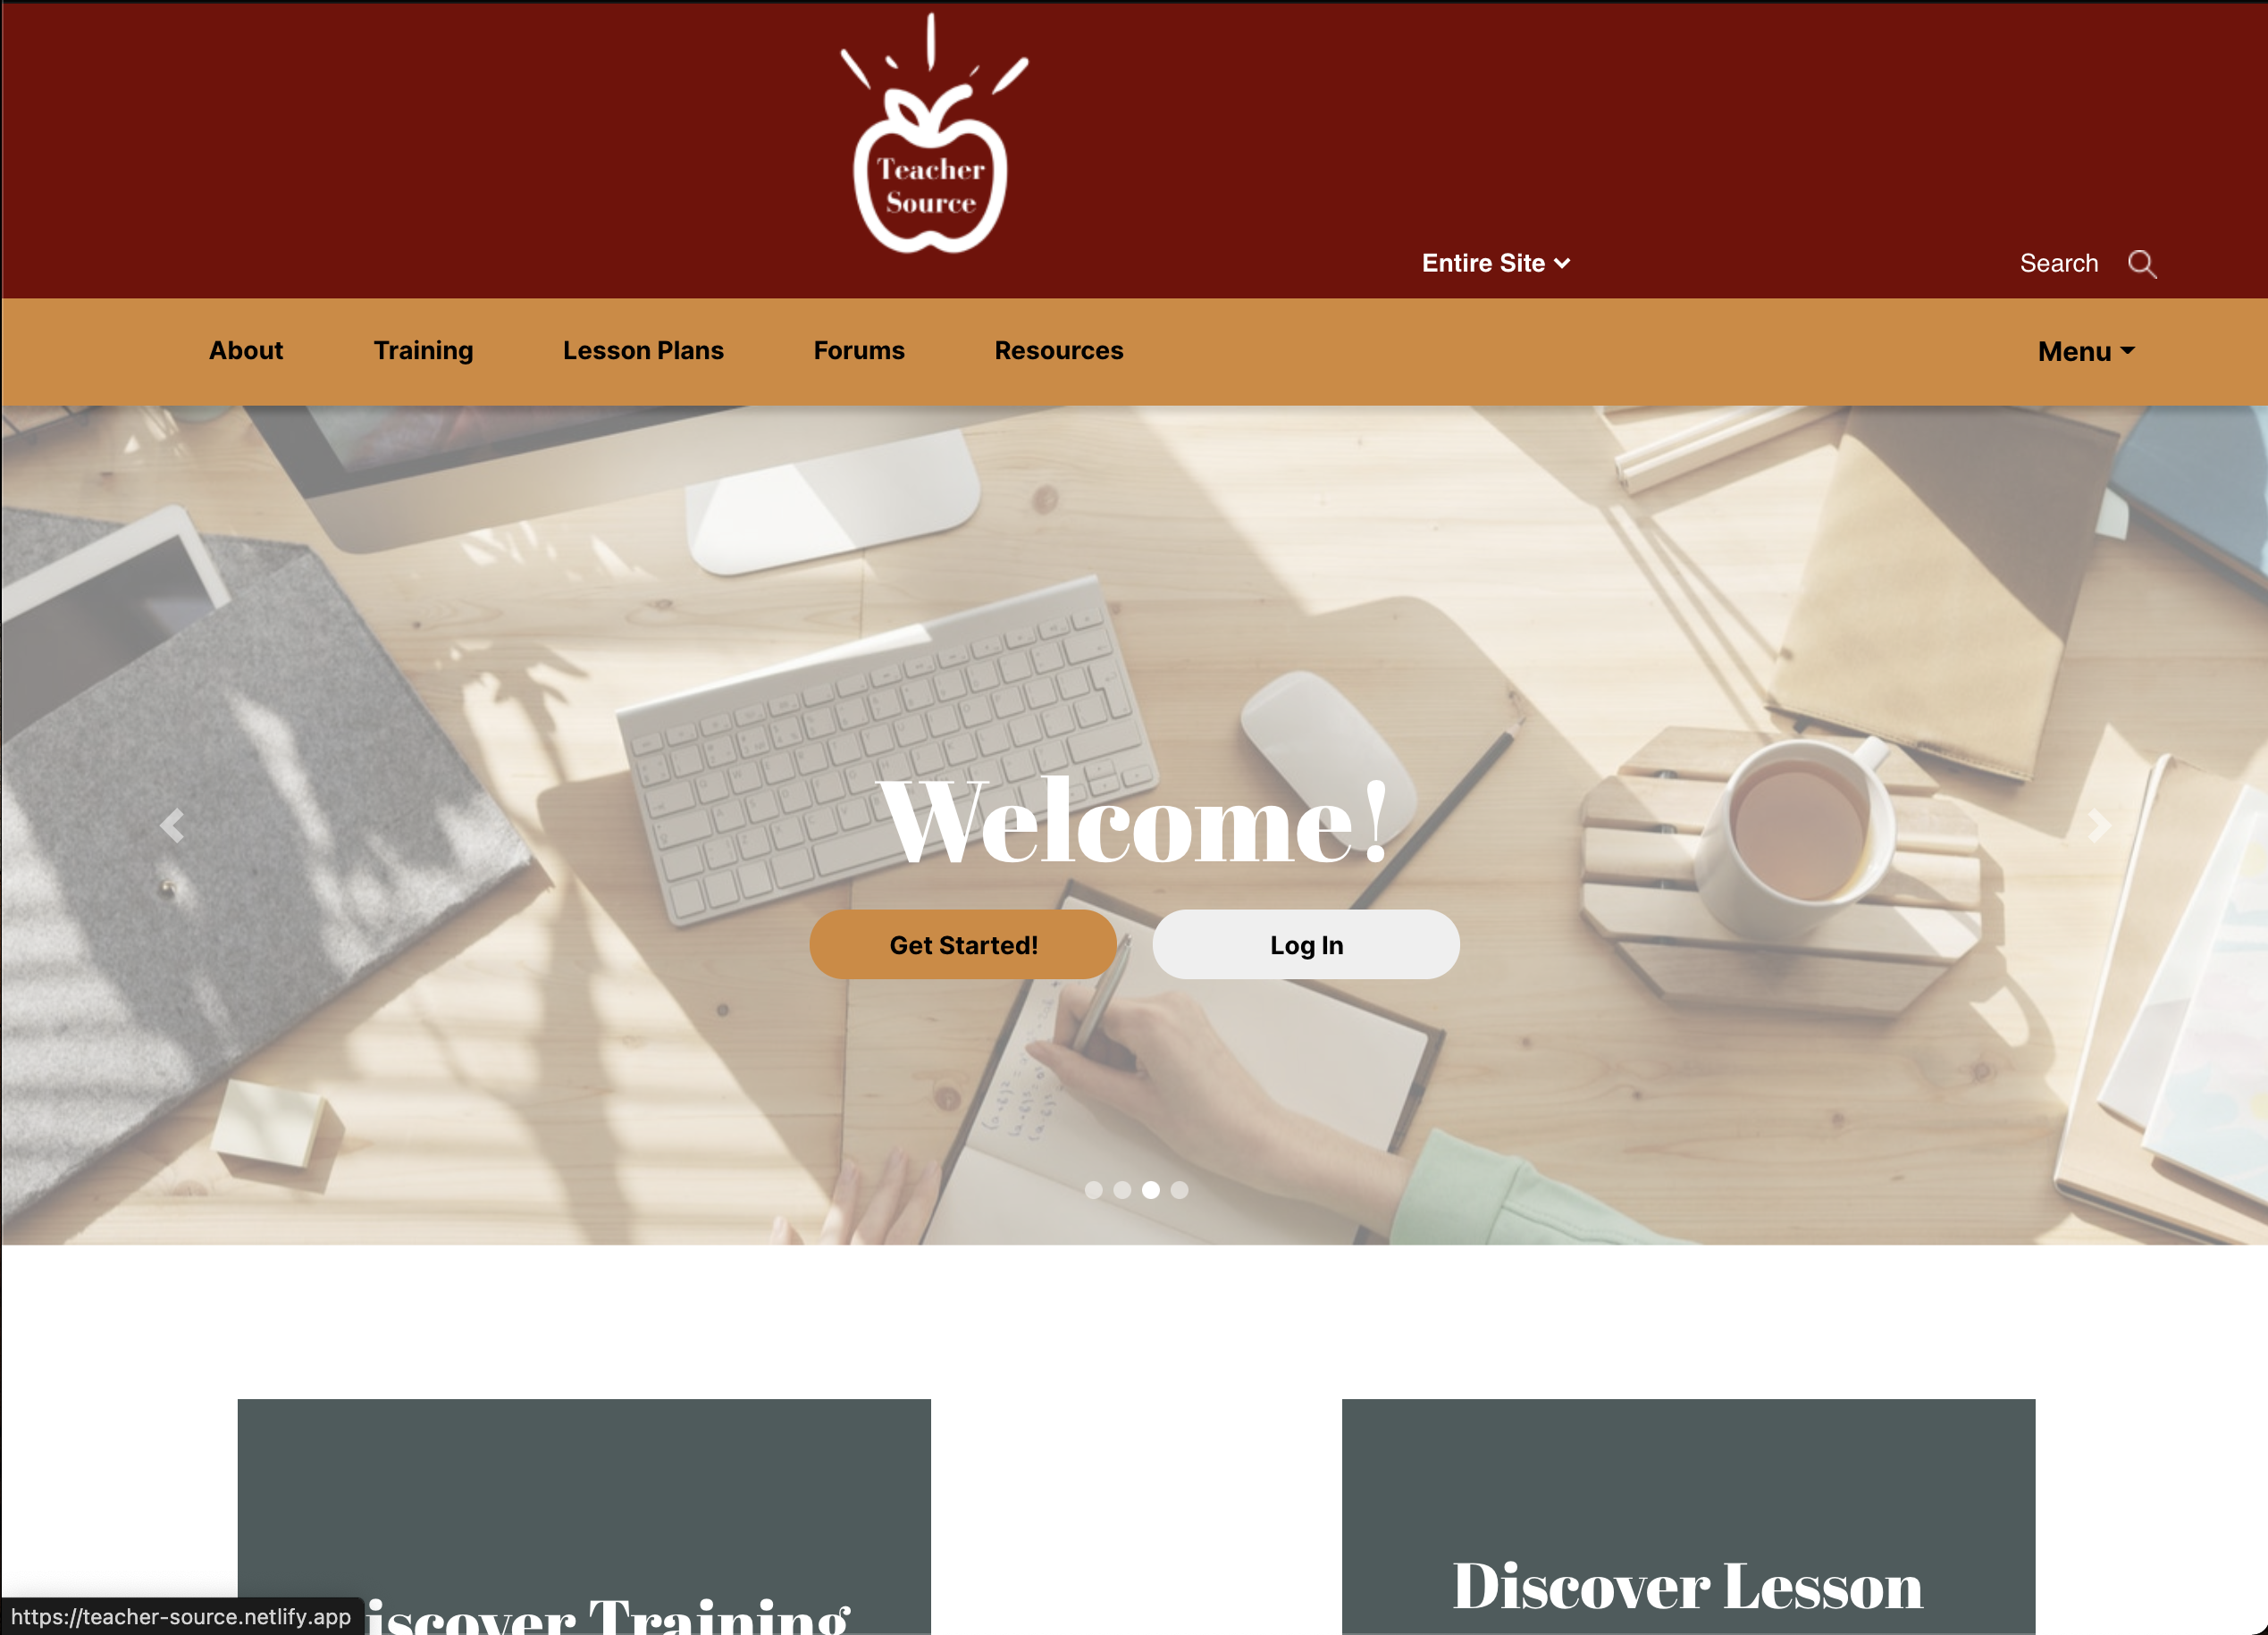 Teacher
Source
Entire Site
Search
About
Training
Lesson Plans
Forums
Resources
Menu
Welcome!
Get Started!
Log In
Discover Lesson
iscover Training
https://teacher-source.netlify.app